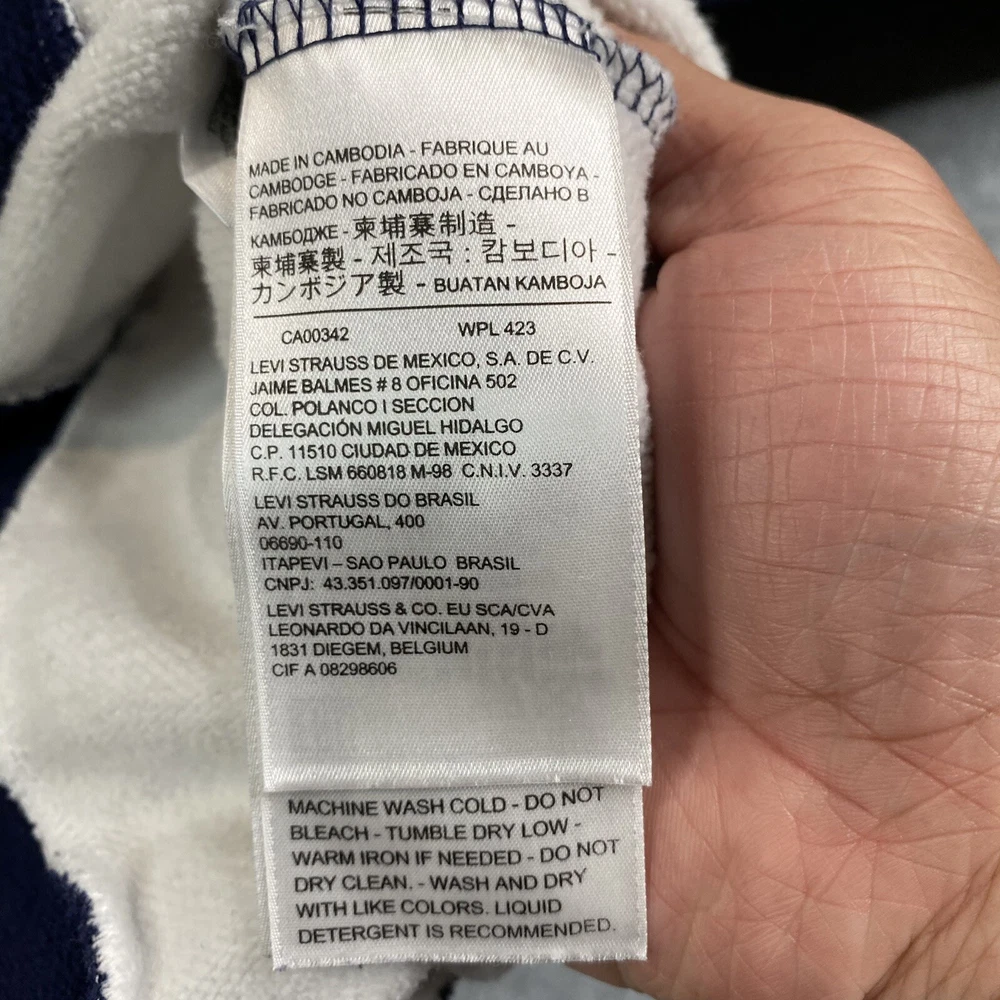 MADE IN CAMBODIA - FABRIQUE AU
CAMBODGE - FABRICADO EN CAMBOYA -
FABRICADO NO CAMBOJA - СДЕЛАНО В
КАМБОДЖЕ - 柬埔寨制造 -
柬埔寨製 - 제조국 : 캄보디아 -
カンボジア製 - BUATAN KAMBOJA
CA00342 WPL 423
LEVI STRAUSS DE MEXICO, S.A. DE C.V.
JAIME BALMES # 8 OFICINA 502
COL. POLANCO I SECCION
DELEGACIÓN MIGUEL HIDALGO
C.P. 11510 CIUDAD DE MEXICO
R.F.C. LSM 660818 M-98 C.N.I.V. 3337
LEVI STRAUSS DO BRASIL
AV. PORTUGAL, 400
06690-110
ITAPEVI – SAO PAULO BRASIL
CNPJ: 43.351.097/0001-90
LEVI STRAUSS & CO. EU SCA/CVA
LEONARDO DA VINCILAAN, 19 - D
1831 DIEGEM, BELGIUM
CIF A 08298606
MACHINE WASH COLD - DO NOT
BLEACH - TUMBLE DRY LOW -
WARM IRON IF NEEDED - DO NOT
DRY CLEAN. - WASH AND DRY
WITH LIKE COLORS. LIQUID
DETERGENT IS RECOMMENDED.